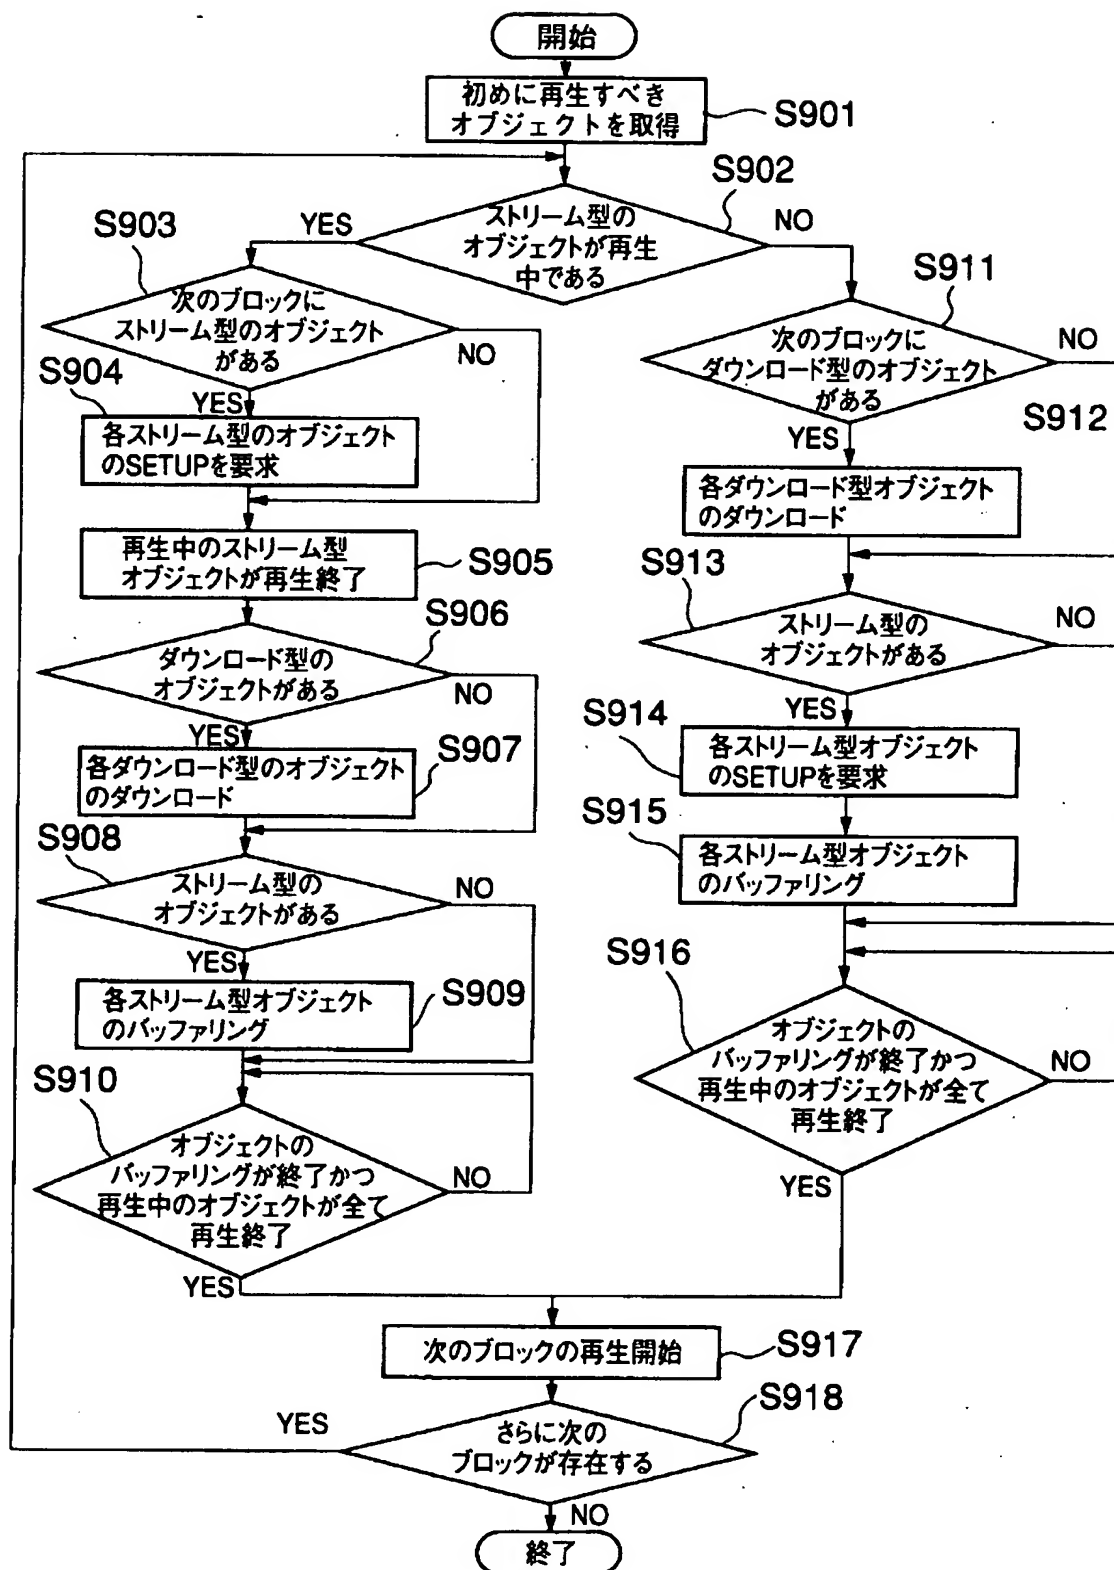 開始
初めに再生すべき
オブジェクトを取得
S901
S902
ストリーム型の
オブジェクトが再生
中である
YES
NO
S903
次のブロックに
ストリーム型のオブジェクト
がある
NO
YES
S904
各ストリーム型のオブジェクト
のSETUPを要求
再生中のストリーム型
オブジェクトが再生終了
S905
S906
ダウンロード型の
オブジェクトがある
NO
YES
S907
各ダウンロード型のオブジェクト
のダウンロード
S908
ストリーム型の
オブジェクトがある
NO
YES
各ストリーム型オブジェクト
のバッファリング
S909
S910
オブジェクトの
バッファリングが終了かつ
再生中のオブジェクトが全て
再生終了
NO
YES
S911
次のブロックに
ダウンロード型のオブジェクト
がある
NO
YES
S912
各ダウンロード型オブジェクト
のダウンロード
S913
ストリーム型の
オブジェクトがある
NO
YES
S914
各ストリーム型オブジェクト
のSETUPを要求
S915
各ストリーム型オブジェクト
のバッファリング
S916
オブジェクトの
バッファリングが終了かつ
再生中のオブジェクトが全て
再生終了
NO
YES
次のブロックの再生開始
S917
S918
さらに次の
ブロックが存在する
YES
NO
終了